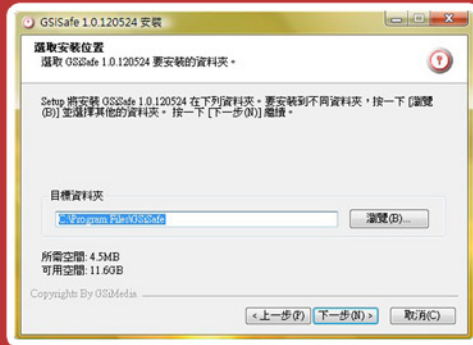 GSiSafe 1.0.120524 安裝
選取安裝位置
選取 GSiSafe 1.0.120524 要安裝的資料夾。
Setup 將安裝 GSiSafe 1.0.120524 在下列資料夾。要安裝到不同資料夾，按一下 [瀏覽
(B)] 並選擇其他的資料夾。 按一下 [下一步(N)] 繼續。
目標資料夾
C:\Program Files\GSiSafe
瀏覽(B)...
所需空間: 4.5MB
可用空間: 11.6GB
Copyrights By GSiMedia
<上一步(P) 下一步(N) > 取消(C)